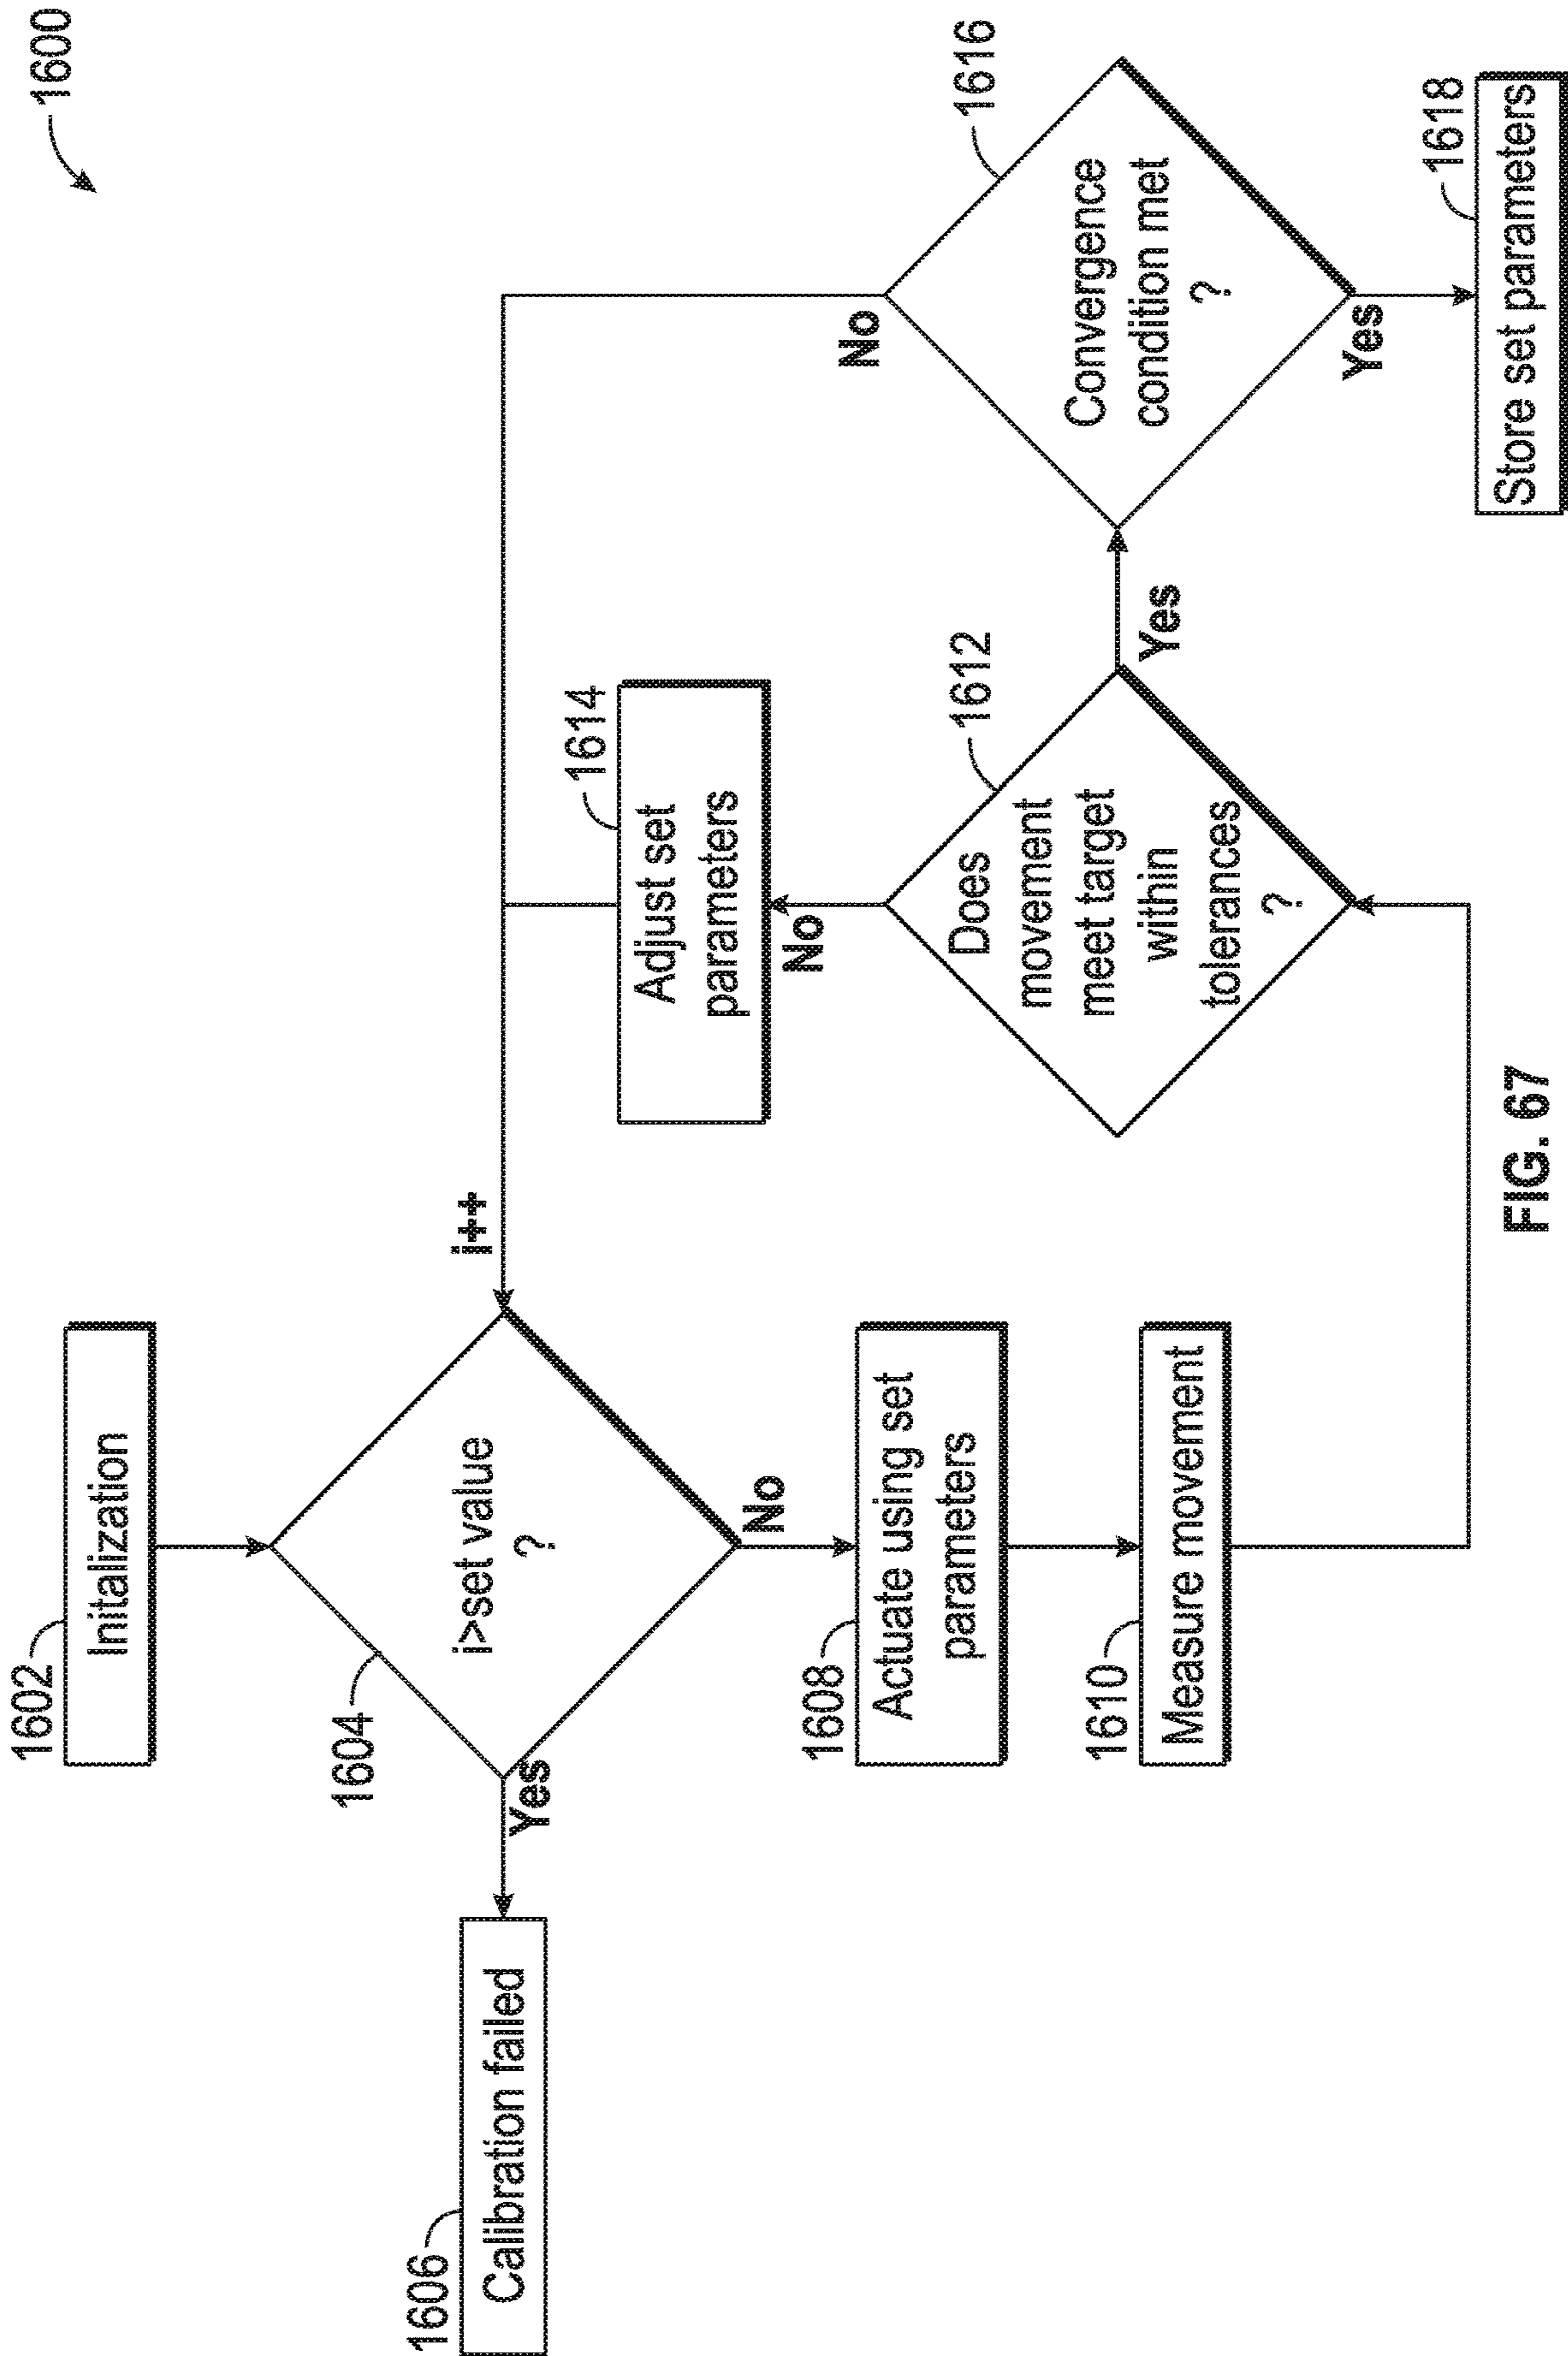 1600
1602
Initalization
1604
i>set value
?
i++
Yes
1606
Calibration failed
No
1608
Actuate using set
parameters
1610
Measure movement
1612
Does
movement
meet target
within
tolerances
?
No
1614
Adjust set
parameters
Yes
1616
Convergence
condition met
?
No
Yes
1618
Store set parameters
FIG. 67